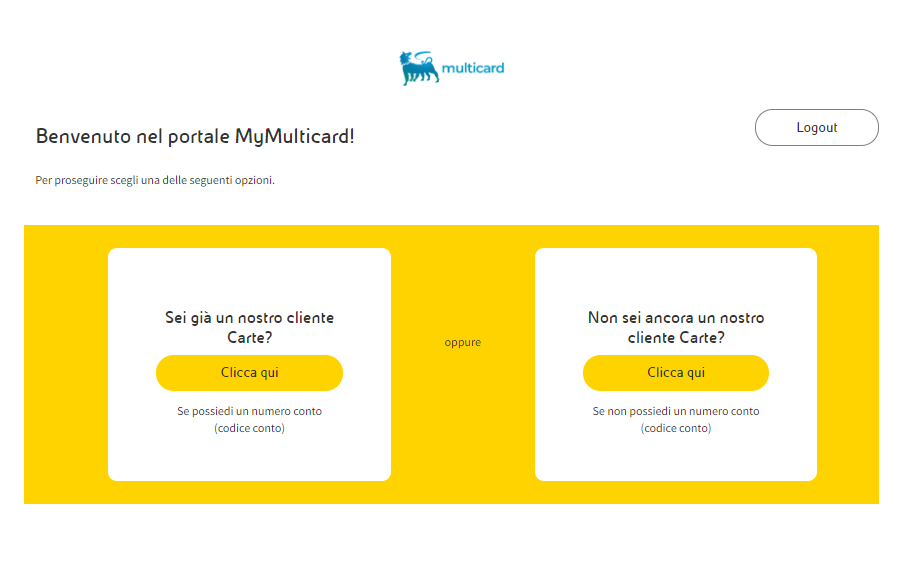 multicard
Logout
Benvenuto nel portale MyMulticard!
Per proseguire scegli una delle seguenti opzioni.
Sei già un nostro cliente
Carte?
Clicca qui
Se possiedi un numero conto
(codice conto)
oppure
Non sei ancora un nostro
cliente Carte?
Clicca qui
Se non possiedi un numero conto
(codice conto)